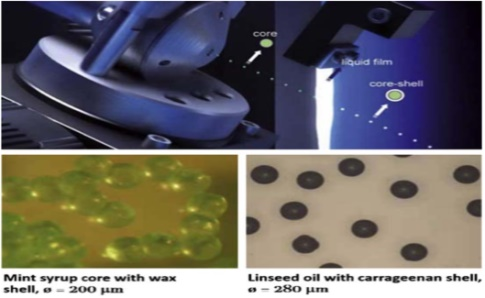 core
liquid film
core-shell
Mint syrup core with wax
shell, ø = 200 µm
Linseed oil with carrageenan shell,
ø = 280 µm